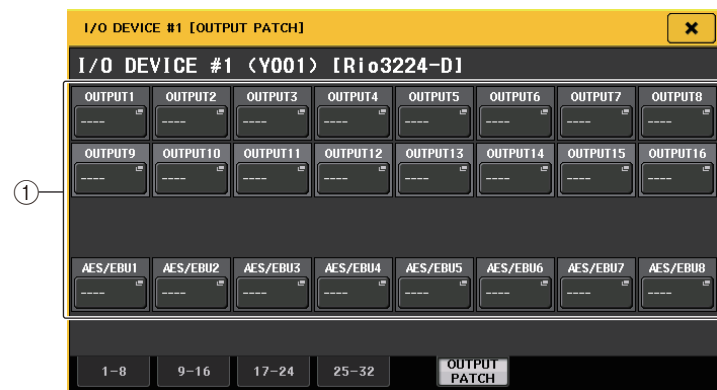 I/O DEVICE #1 [OUTPUT PATCH]
I/O DEVICE #1 (Y001) [Rio3224-D]
OUTPUT1 OUTPUT2 OUTPUT3 OUTPUT4 OUTPUT5 OUTPUT6 OUTPUT7 OUTPUT8
---- ---- ---- ---- ---- ---- ---- ----
OUTPUT9 OUTPUT10 OUTPUT11 OUTPUT12 OUTPUT13 OUTPUT14 OUTPUT15 OUTPUT16
---- ---- ---- ---- ---- ---- ---- ----
①
AES/EBU1 AES/EBU2 AES/EBU3 AES/EBU4 AES/EBU5 AES/EBU6 AES/EBU7 AES/EBU8
---- ---- ---- ---- ---- ---- ---- ----
1-8 9-16 17-24 25-32 OUTPUT
PATCH